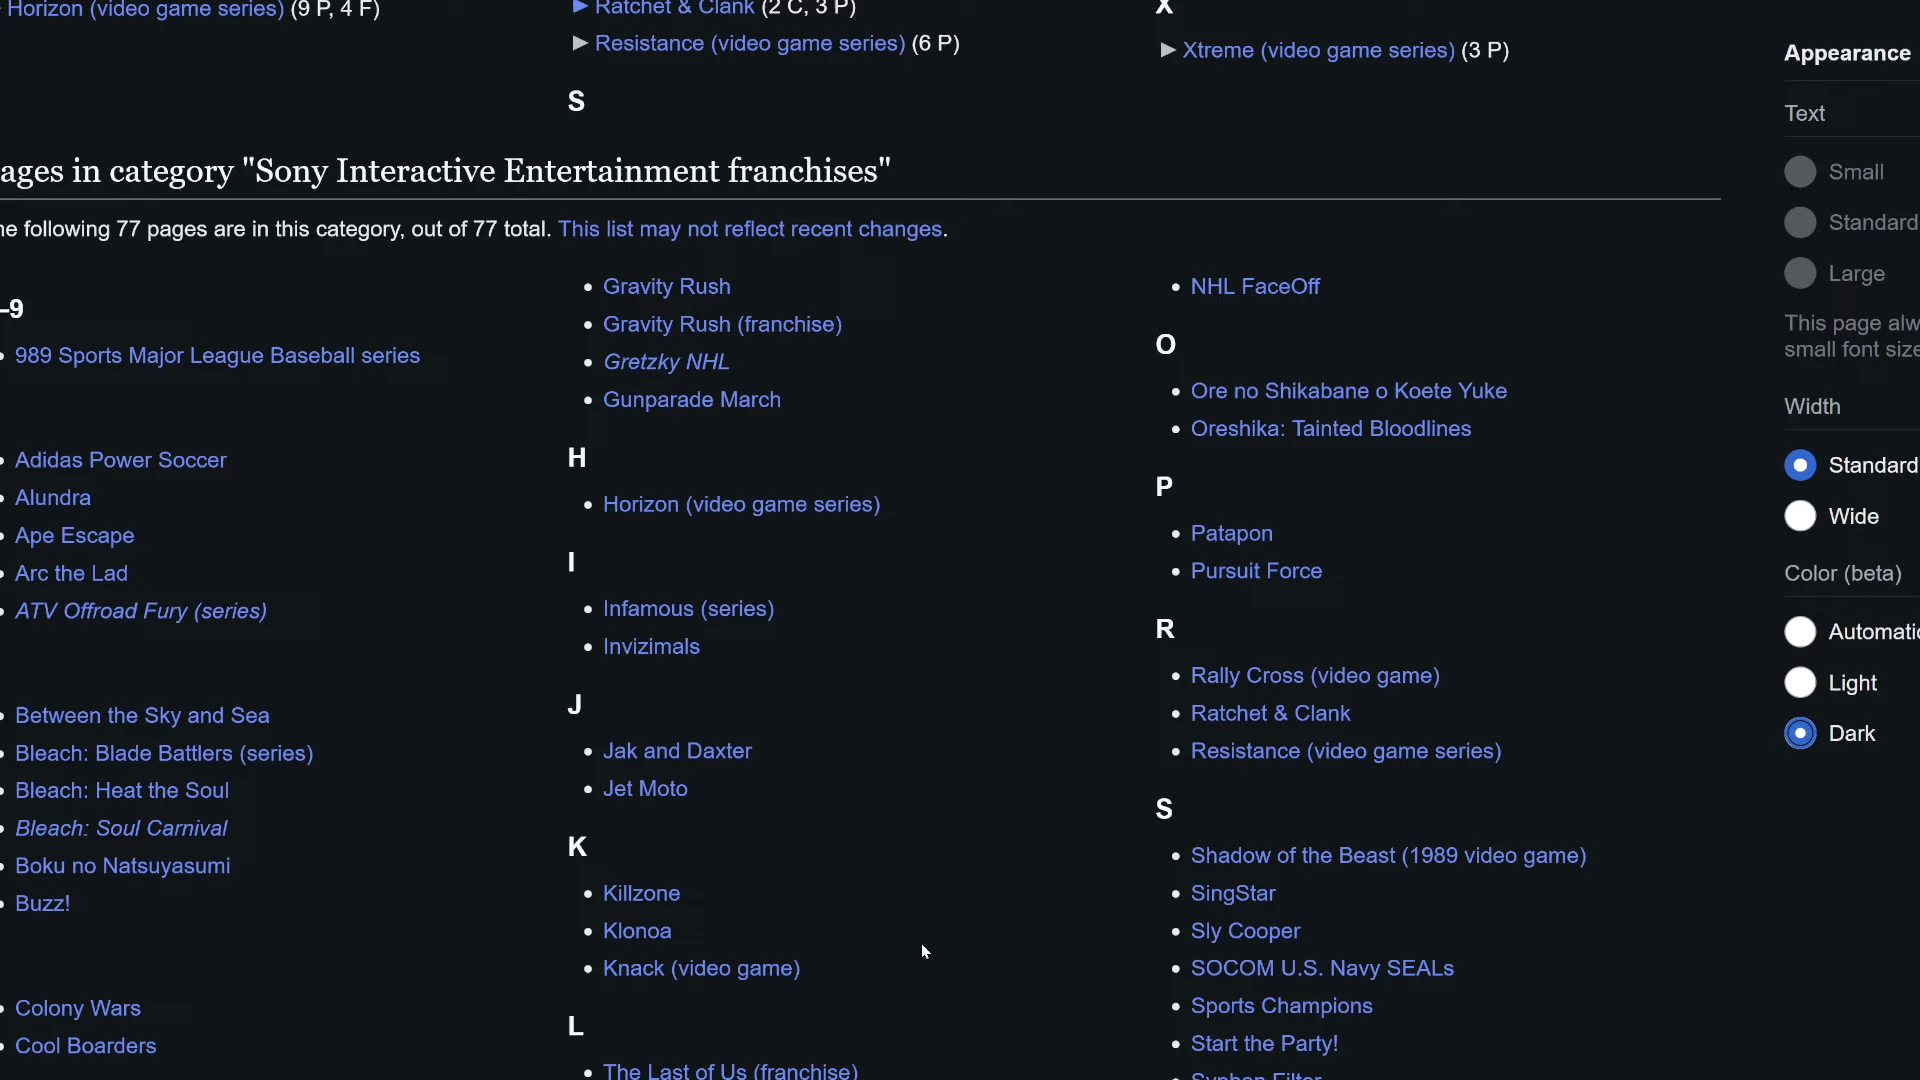 Horizon (video game series) (9 P, 4 F)
Ratchet & Clank (2 C, 3 P)
Resistance (video game series) (6 P)
S
X
Xtreme (video game series) (3 P)
ages in category "Sony Interactive Entertainment franchises"
he following 77 pages are in this category, out of 77 total. This list may not reflect recent changes.
–9
989 Sports Major League Baseball series
Adidas Power Soccer
Alundra
Ape Escape
Arc the Lad
ATV Offroad Fury (series)
Between the Sky and Sea
Bleach: Blade Battlers (series)
Bleach: Heat the Soul
Bleach: Soul Carnival
Boku no Natsuyasumi
Buzz!
Colony Wars
Cool Boarders
Gravity Rush
Gravity Rush (franchise)
Gretzky NHL
Gunparade March
H
Horizon (video game series)
I
Infamous (series)
Invizimals
J
Jak and Daxter
Jet Moto
K
Killzone
Klonoa
Knack (video game)
L
The Last of Us (franchise)
NHL FaceOff
O
Ore no Shikabane o Koete Yuke
Oreshika: Tainted Bloodlines
P
Patapon
Pursuit Force
R
Rally Cross (video game)
Ratchet & Clank
Resistance (video game series)
S
Shadow of the Beast (1989 video game)
SingStar
Sly Cooper
SOCOM U.S. Navy SEALs
Sports Champions
Start the Party!
Syphon Filter
Appearance
Text
Small
Standard
Large
This page alw
small font size
Width
Standard
Wide
Color (beta)
Automatic
Light
Dark